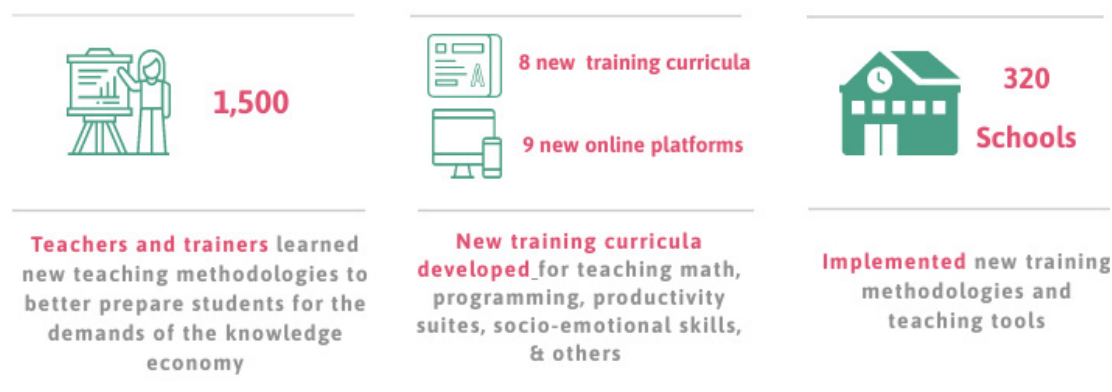 1,500
Teachers and trainers learned
new teaching methodologies to
better prepare students for the
demands of the knowledge
economy
8 new training curricula
A
9 new online platforms
New training curricula
developed for teaching math,
programming, productivity
suites, socio-emotional skills,
& others
320
Schools
Implemented new training
methodologies and
teaching tools